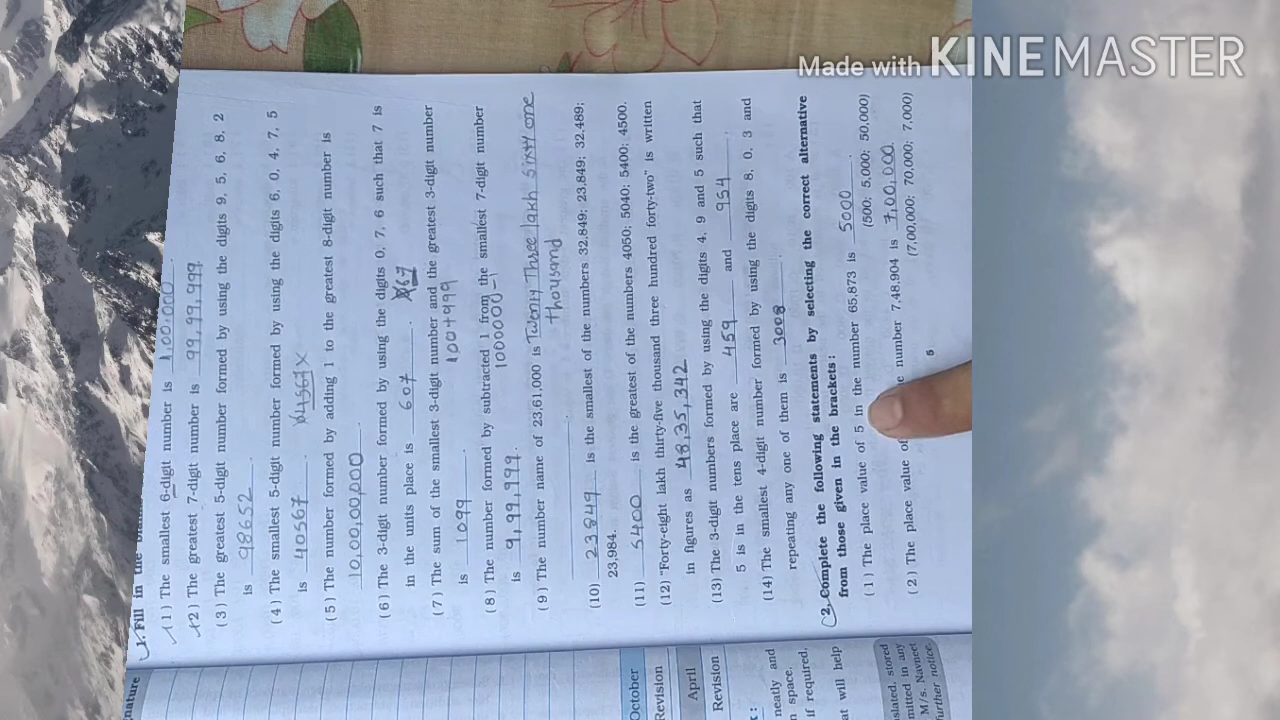 Made with KINEMASTER
1. Fill in the
(1) The smallest 6-digit number is 1,00,000.
(2) The greatest 7-digit number is 99,99,999.
(3) The greatest 5-digit number formed by using the digits 9, 5, 6, 8, 2
is 98652.
(4) The smallest 5-digit number formed by using the digits 6, 0, 4, 7, 5
is 40567. 04567x
(5) The number formed by adding 1 to the greatest 8-digit number is
10,00,00,000.
(6) The 3-digit number formed by using the digits 0, 7, 6 such that 7 is
in the units place is 607. 067
(7) The sum of the smallest 3-digit number and the greatest 3-digit number
100+999
is 1099.
(8) The number formed by subtracted 1 from the smallest 7-digit number
1000000-1
is 9,99,999.
(9) The number name of 23,61,000 is Twenty Three lakh sixty one
thousand.
(10) 23849 is the smallest of the numbers 32,849; 23,849; 32,489;
23,984.
(11) 5400 is the greatest of the numbers 4050; 5040; 5400; 4500.
(12) "Forty-eight lakh thirty-five thousand three hundred forty-two" is written
in figures as 48,35,342
(13) The 3-digit numbers formed by using the digits 4, 9 and 5 such that
5 is in the tens place are 459 and 954.
(14) The smallest 4-digit number formed by using the digits 8, 0, 3 and
repeating any one of them is 3008.
2. Complete the following statements by selecting the correct alternative
from those given in the brackets :
(1) The place value of 5 in the number 65,873 is 5000.
(500; 5,000; 50,000)
(2) The place value of number 7,48,904 is 7,00,000.
(7,00,000; 70,000; 7,000)
5
nature
October
Revision
April
Revision
neatly and
space.
if required.
at will help
slated, stored
mitted in any
M/s. Navneet
further notice.